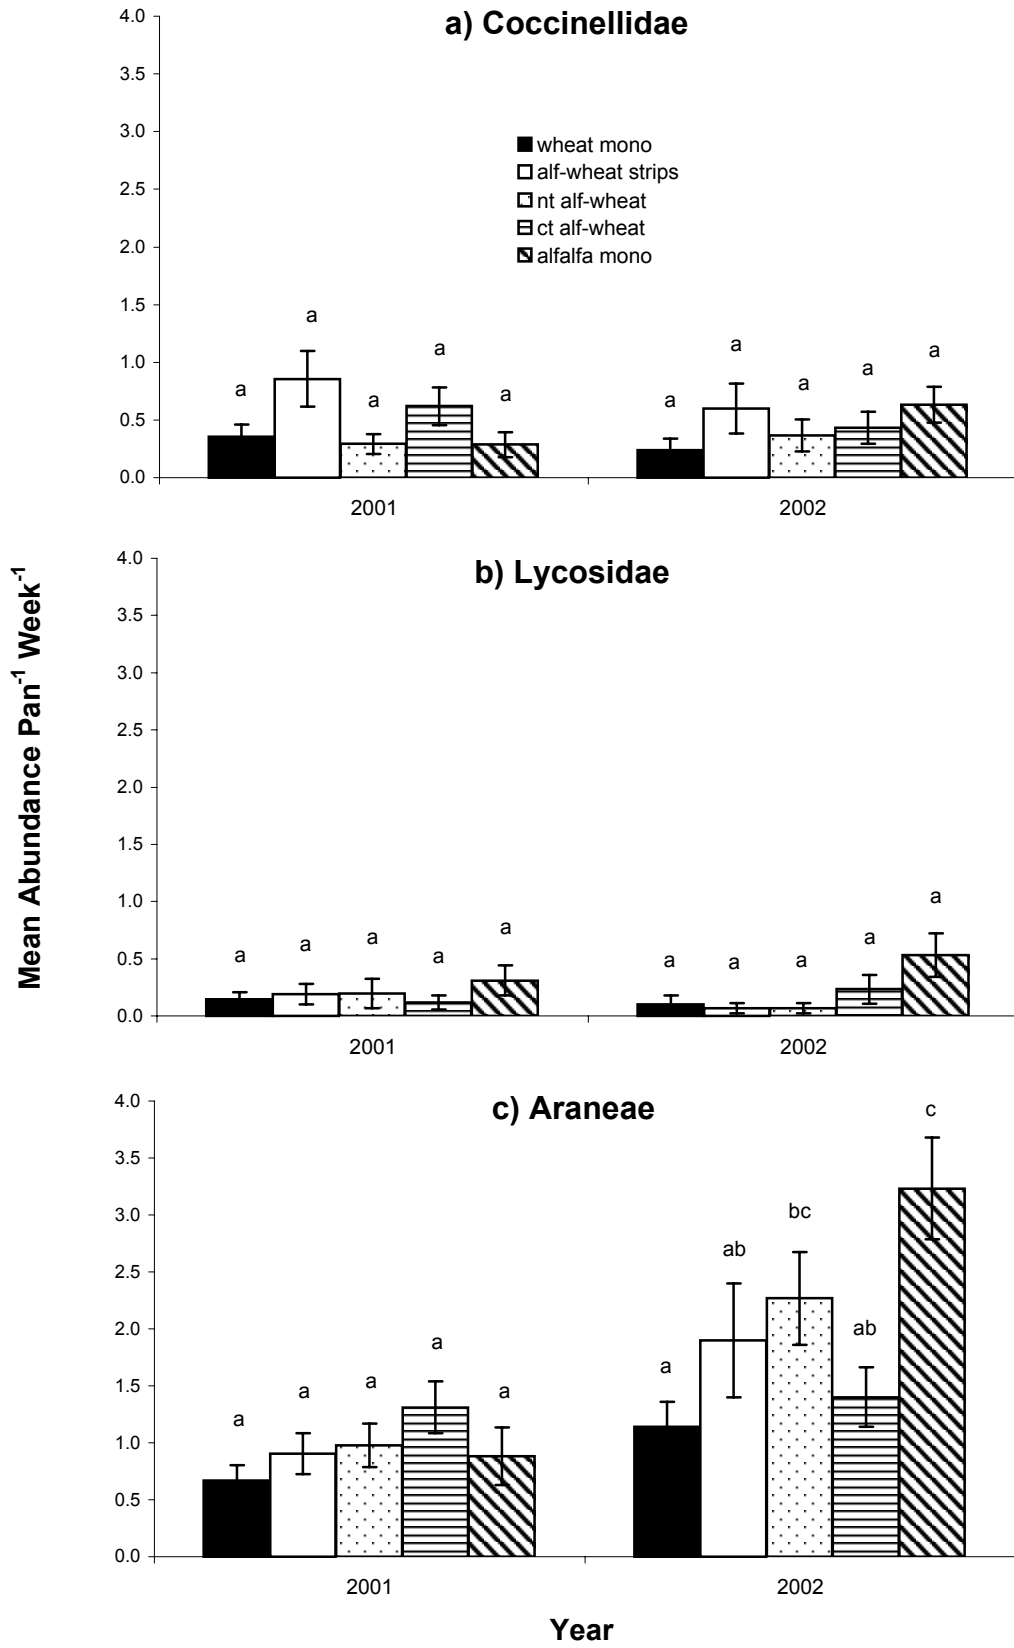 a) Coccinellidae
4.0
3.5
3.0
2.5
2.0
1.5
1.0
0.5
0.0
wheat mono
alf-wheat strips
nt alf-wheat
ct alf-wheat
alfalfa mono
a a a a a a a a a a
2001 2002
Mean Abundance Pan⁻¹ Week⁻¹
b) Lycosidae
4.0
3.5
3.0
2.5
2.0
1.5
1.0
0.5
0.0
a a a a a a a a a a
2001 2002
c) Araneae
4.0
3.5
3.0
2.5
2.0
1.5
1.0
0.5
0.0
a a a a a a ab bc ab c
2001 2002
Year